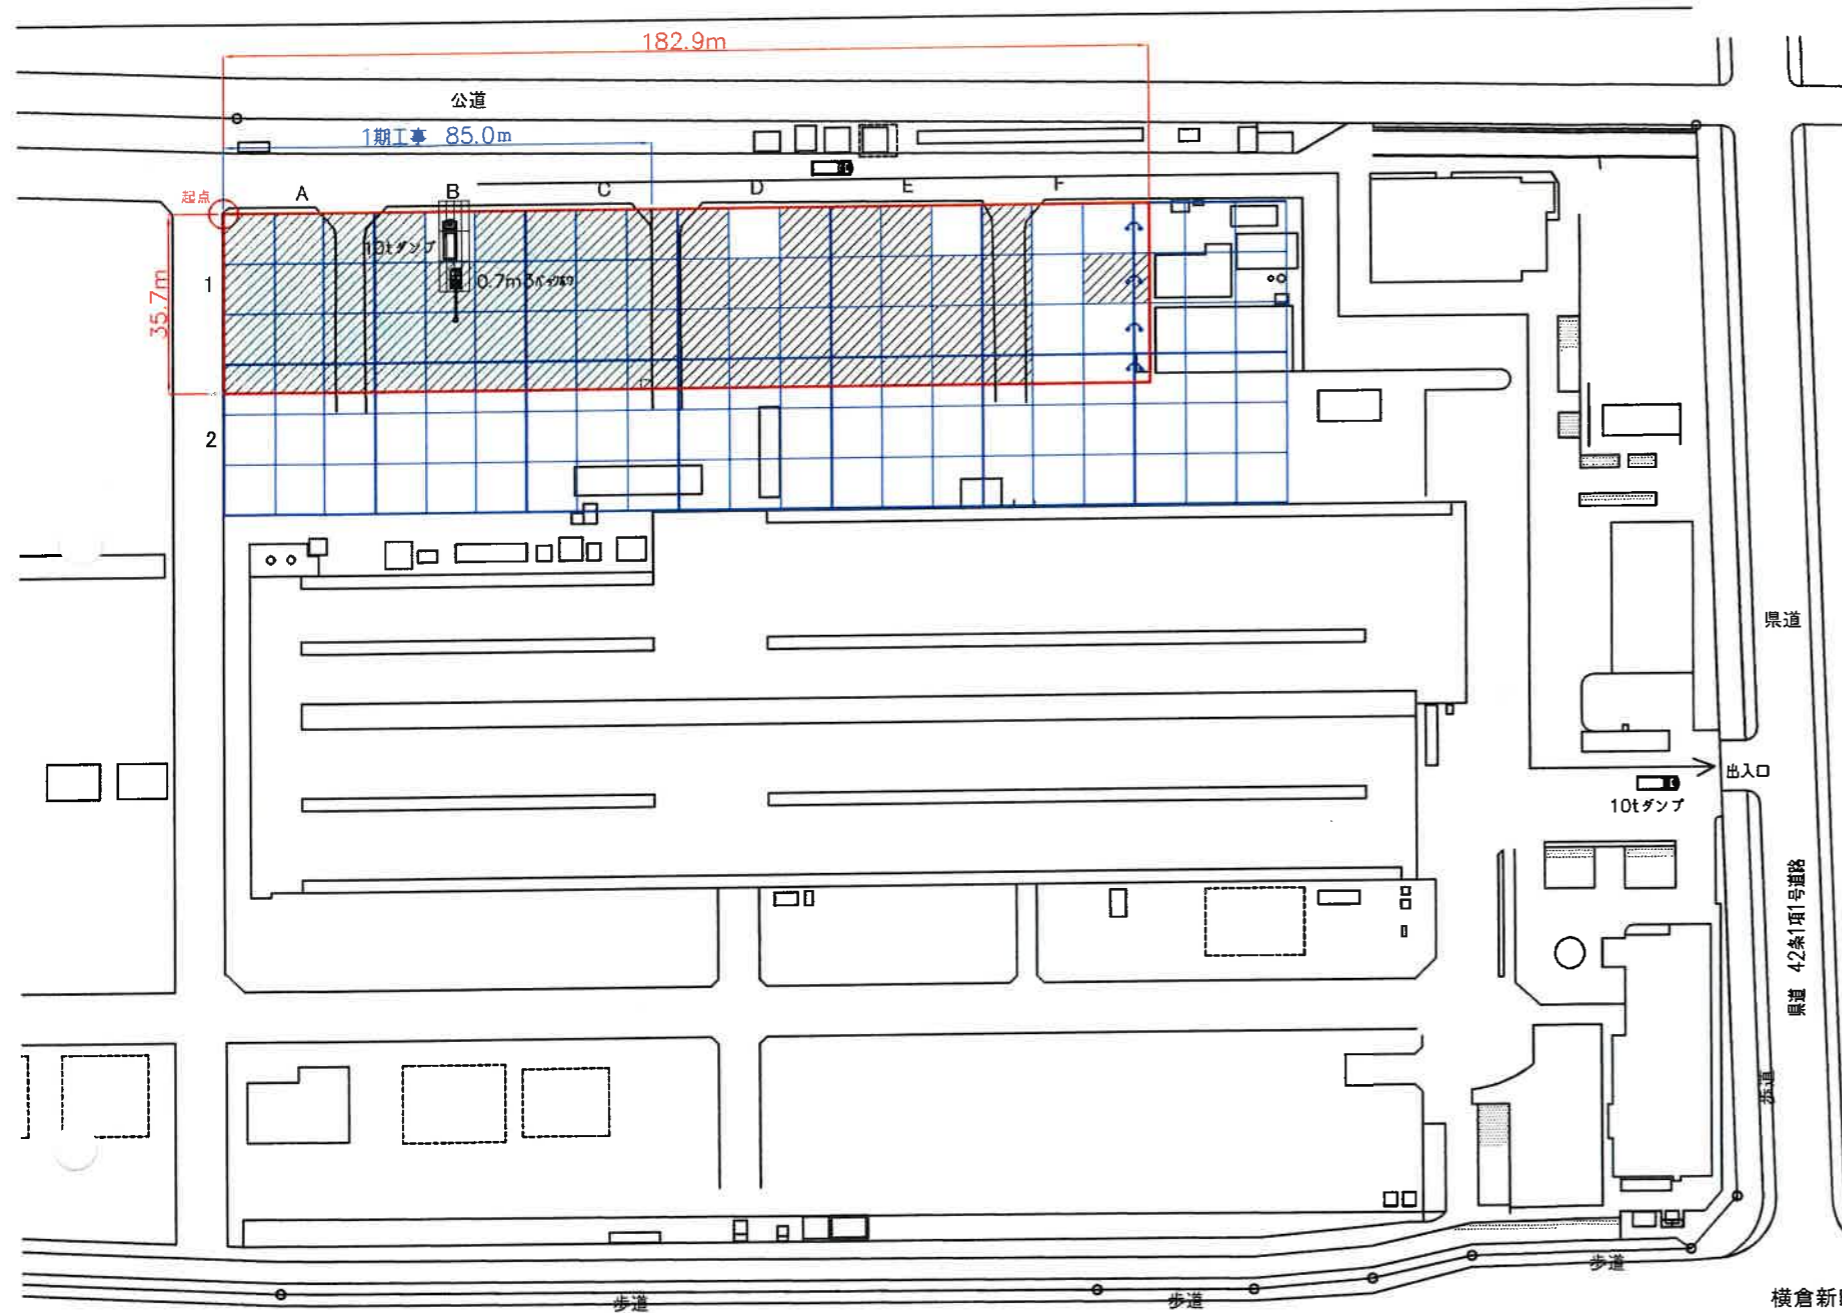 182.9m
公道
1期工事 85.0m
起点
A
B
C
D
E
F
10tダンプ
0.7m3バックホウ
1
35.7m
2
県道
出入口
10tダンプ
県道 42条1項1号道路
歩道
歩道
歩道
歩道
横倉新